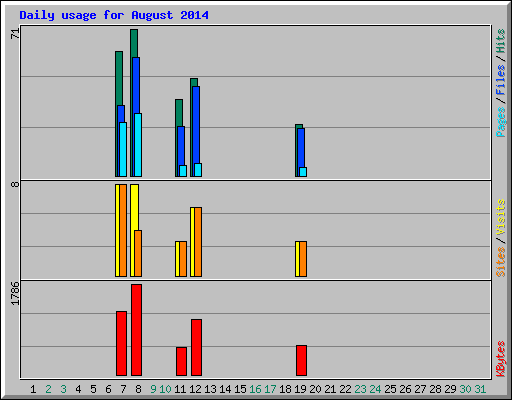 Daily usage for August 2014
71
Pages / Files / Hits
8
Sites / Visits
1786
KBytes
1 2 3 4 5 6 7 8 9 10 11 12 13 14 15 16 17 18 19 20 21 22 23 24 25 26 27 28 29 30 31